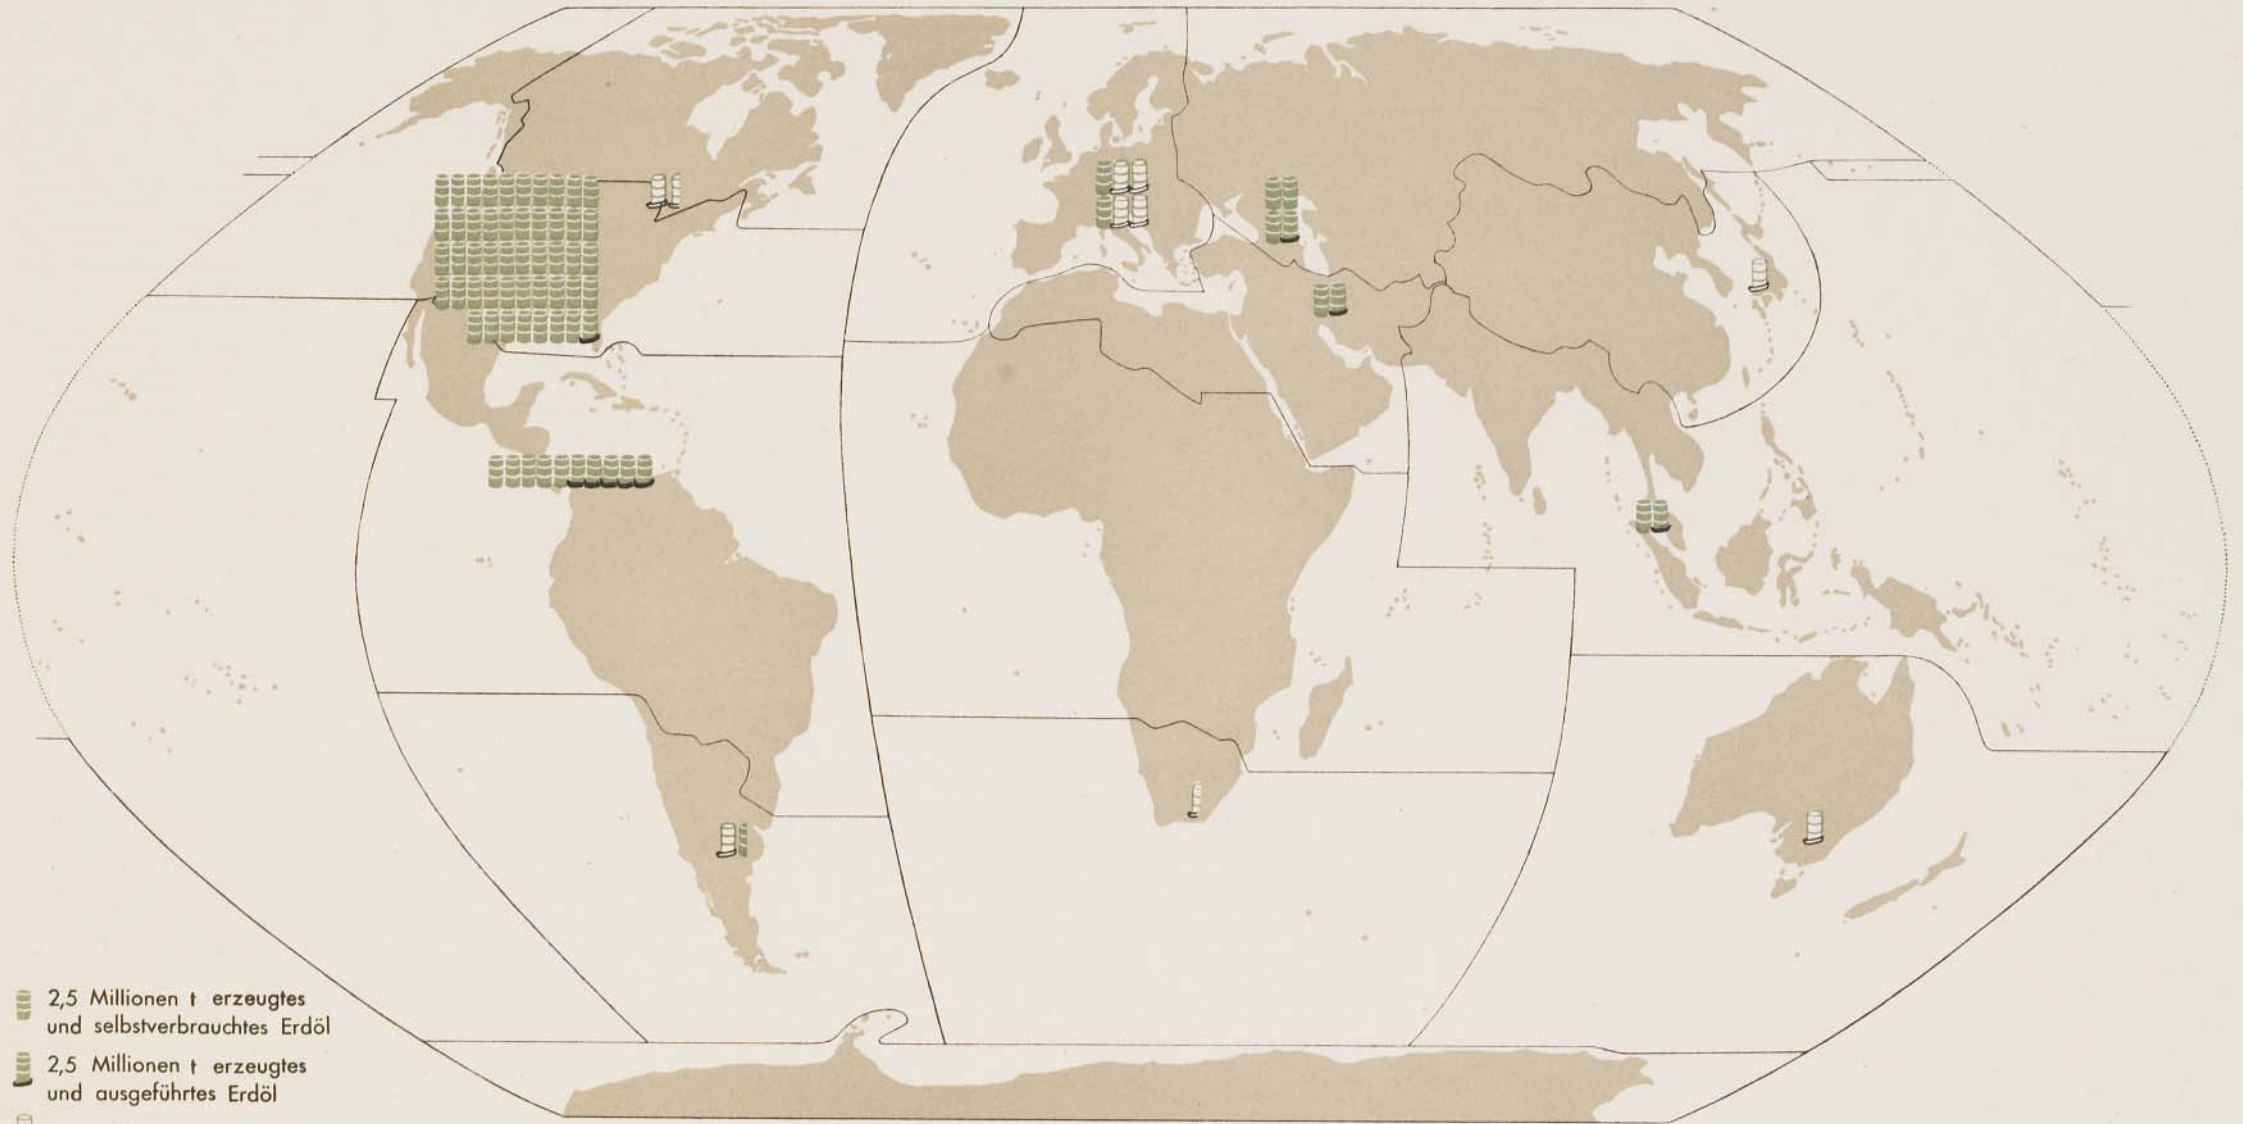 2,5 Millionen t erzeugtes
und selbstverbrauchtes Erdöl
2,5 Millionen t erzeugtes
und ausgeführtes Erdöl